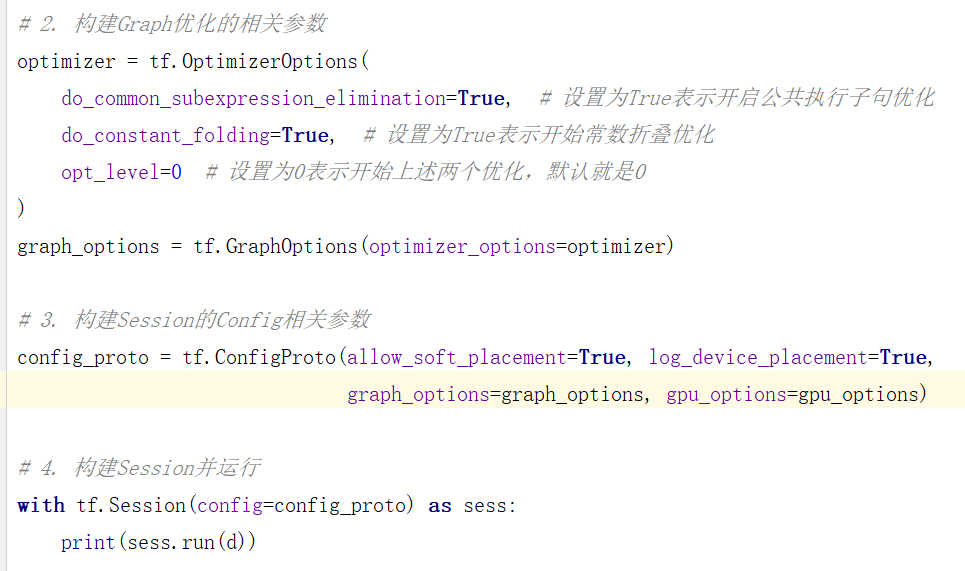 # 2. 构建Graph优化的相关参数
optimizer = tf.OptimizerOptions(
    do_common_subexpression_elimination=True,  # 设置为True表示开启公共执行子句优化
    do_constant_folding=True,  # 设置为True表示开始常数折叠优化
    opt_level=0  # 设置为0表示开始上述两个优化，默认就是0
)
graph_options = tf.GraphOptions(optimizer_options=optimizer)
# 3. 构建Session的Config相关参数
config_proto = tf.ConfigProto(allow_soft_placement=True, log_device_placement=True,
                              graph_options=graph_options, gpu_options=gpu_options)
# 4. 构建Session并运行
with tf.Session(config=config_proto) as sess:
    print(sess.run(d))